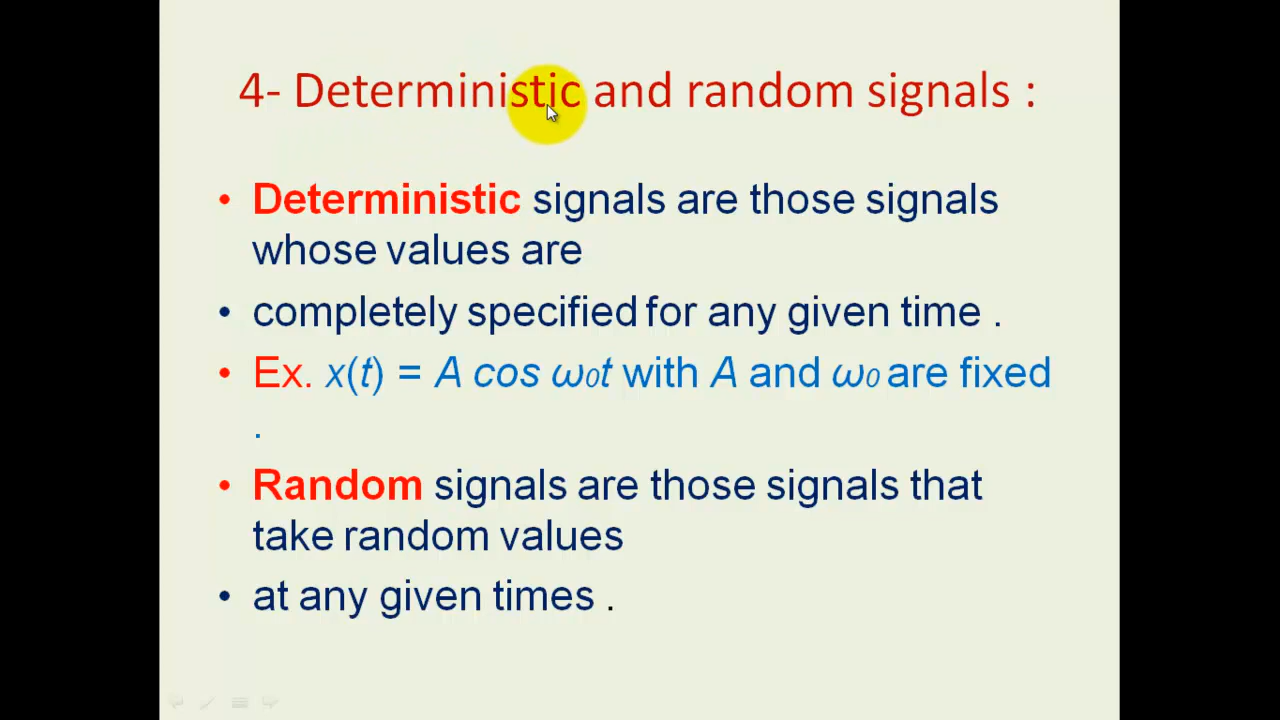 4- Deterministic and random signals :
• Deterministic signals are those signals
whose values are
• completely specified for any given time .
• Ex. x(t) = A cos ω₀t with A and ω₀ are fixed
.
• Random signals are those signals that
take random values
• at any given times .